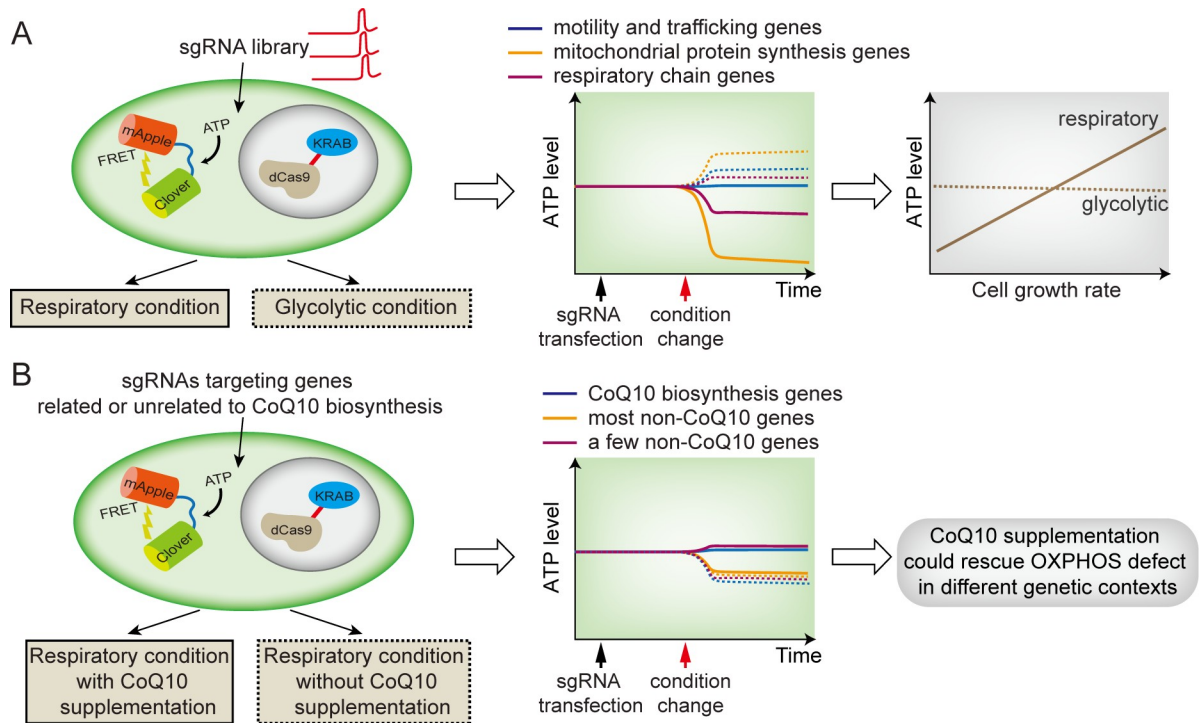 A
sgRNA library
mApple
ATP
FRET
Clover
KRAB
dCas9
Respiratory condition
Glycolytic condition
motility and trafficking genes
mitochondrial protein synthesis genes
respiratory chain genes
ATP level
Time
sgRNA
transfection
condition
change
ATP level
respiratory
glycolytic
Cell growth rate
B
sgRNAs targeting genes
related or unrelated to CoQ10 biosynthesis
mApple
ATP
FRET
Clover
KRAB
dCas9
Respiratory condition
with CoQ10
supplementation
Respiratory condition
without CoQ10
supplementation
CoQ10 biosynthesis genes
most non-CoQ10 genes
a few non-CoQ10 genes
ATP level
Time
sgRNA
transfection
condition
change
CoQ10 supplementation
could rescue OXPHOS defect
in different genetic contexts